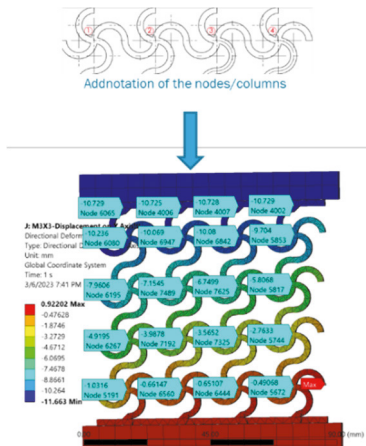 1 2 3 4
Addnotation of the nodes/columns
-10.729 -10.725 -10.728 -10.729
Node 6065 Node 4006 Node 4007 Node 4002
J: M3X3-Displacement
Directional Defor
-10.236 -10.069 -10.08 -9.704
Node 6080 Node 6947 Node 6842 Node 5853
Type: Directional D
Unit: mm
Global Coordinate System
Time: 1 s
3/6/2023 7:41 PM
-7.9606 -7.1545 -6.7499 -5.8068
Node 6195 Node 7489 Node 7625 Node 5817
0.92202 Max
-0.47628
-1.8746
-3.2729
-4.6712
-6.0695
-7.4678
-8.8661
-10.264
-11.663 Min
-4.9195 -3.9878 -3.5652 -2.7633
Node 6267 Node 7192 Node 7325 Node 5744
-1.0316 -0.66147 -0.65107 -0.49068
Node 5191 Node 6560 Node 6444 Node 5672
Max
0.00